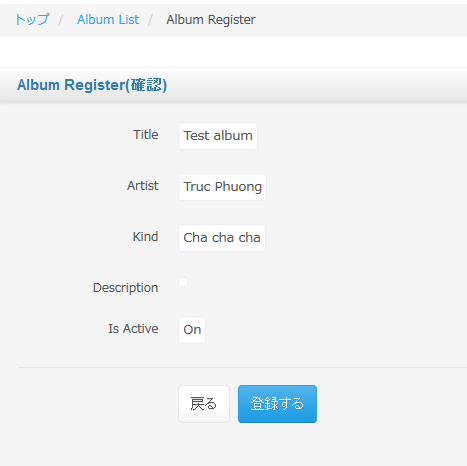 トップ / Album List / Album Register
Album Register(確認)
Title Test album
Artist Truc Phuong
Kind Cha cha cha
Description
Is Active On
戻る 登録する